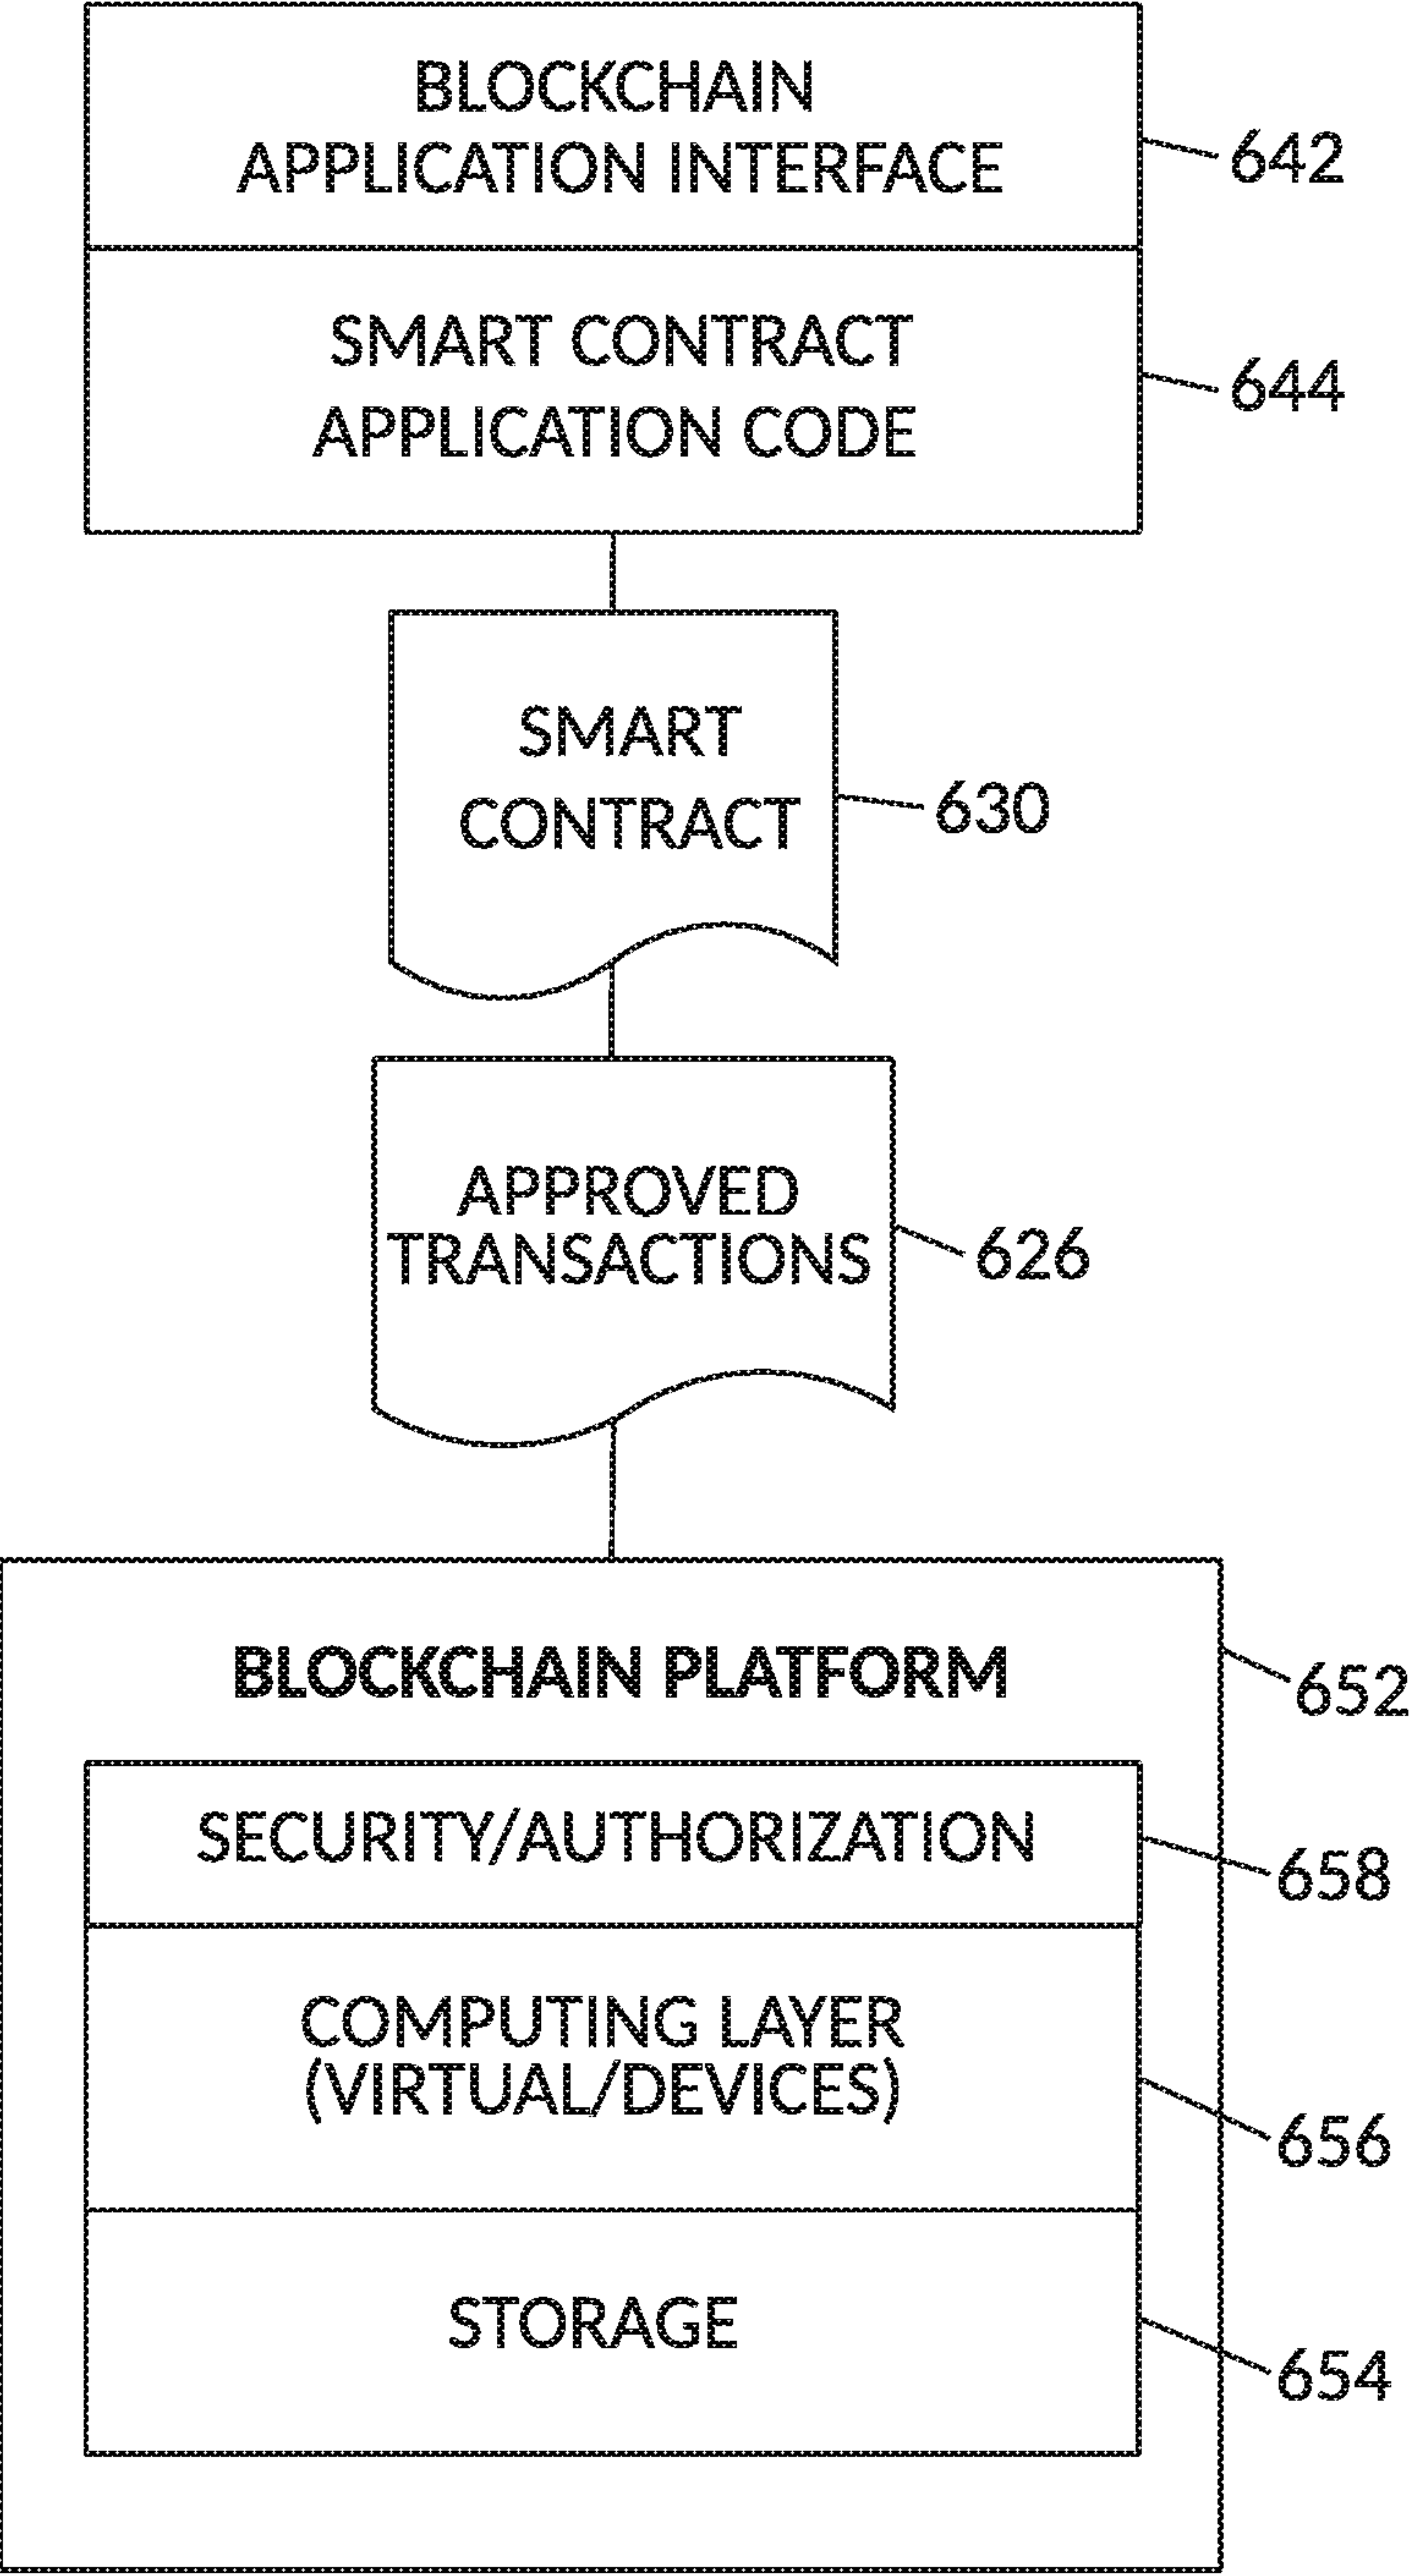 BLOCKCHAIN
APPLICATION INTERFACE
642
SMART CONTRACT
APPLICATION CODE
644
SMART
CONTRACT
630
APPROVED
TRANSACTIONS
626
BLOCKCHAIN PLATFORM
652
SECURITY/AUTHORIZATION
658
COMPUTING LAYER
(VIRTUAL/DEVICES)
656
STORAGE
654